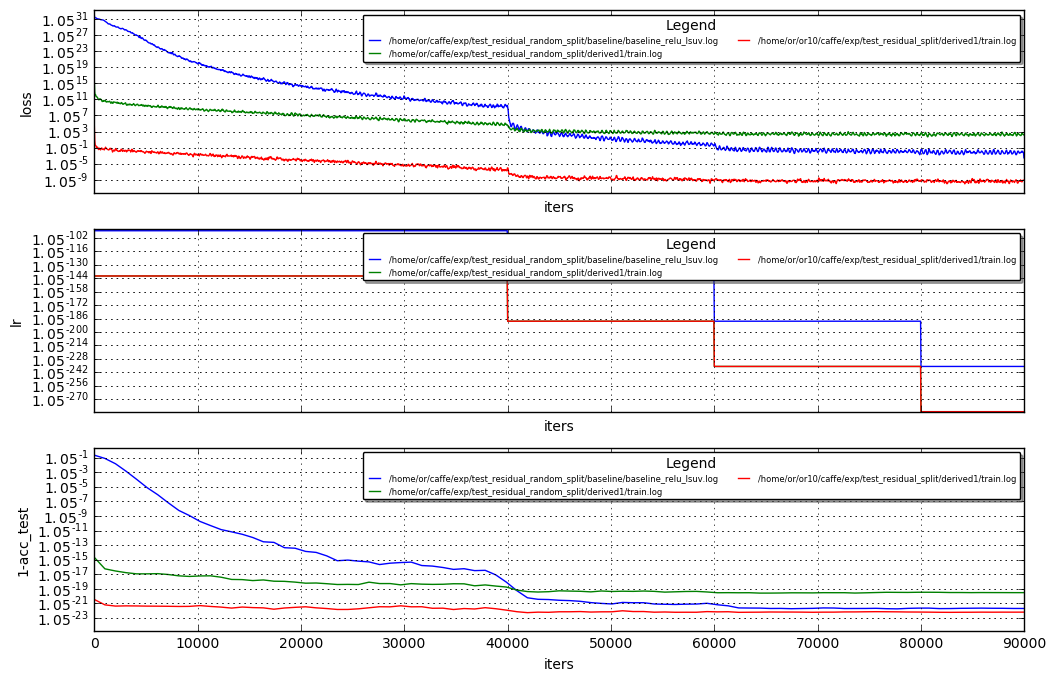 1.05^31
1.05^27
1.05^23
1.05^19
1.05^15
1.05^11
1.05^7
1.05^3
1.05^-1
1.05^-5
1.05^-9
loss
Legend
/home/or/caffe/exp/test_residual_random_split/baseline/baseline_relu_lsuv.log
/home/or/or10/caffe/exp/test_residual_split/derived1/train.log
/home/or/caffe/exp/test_residual_random_split/derived1/train.log
iters
1.05^-102
1.05^-116
1.05^-130
1.05^-144
1.05^-158
1.05^-172
1.05^-186
1.05^-200
1.05^-214
1.05^-228
1.05^-242
1.05^-256
1.05^-270
lr
Legend
/home/or/caffe/exp/test_residual_random_split/baseline/baseline_relu_lsuv.log
/home/or/or10/caffe/exp/test_residual_split/derived1/train.log
/home/or/caffe/exp/test_residual_random_split/derived1/train.log
iters
1.05^-1
1.05^-3
1.05^-5
1.05^-7
1.05^-9
1.05^-11
1.05^-13
1.05^-15
1.05^-17
1.05^-19
1.05^-21
1.05^-23
1-acc_test
Legend
/home/or/caffe/exp/test_residual_random_split/baseline/baseline_relu_lsuv.log
/home/or/or10/caffe/exp/test_residual_split/derived1/train.log
/home/or/caffe/exp/test_residual_random_split/derived1/train.log
0 10000 20000 30000 40000 50000 60000 70000 80000 90000
iters